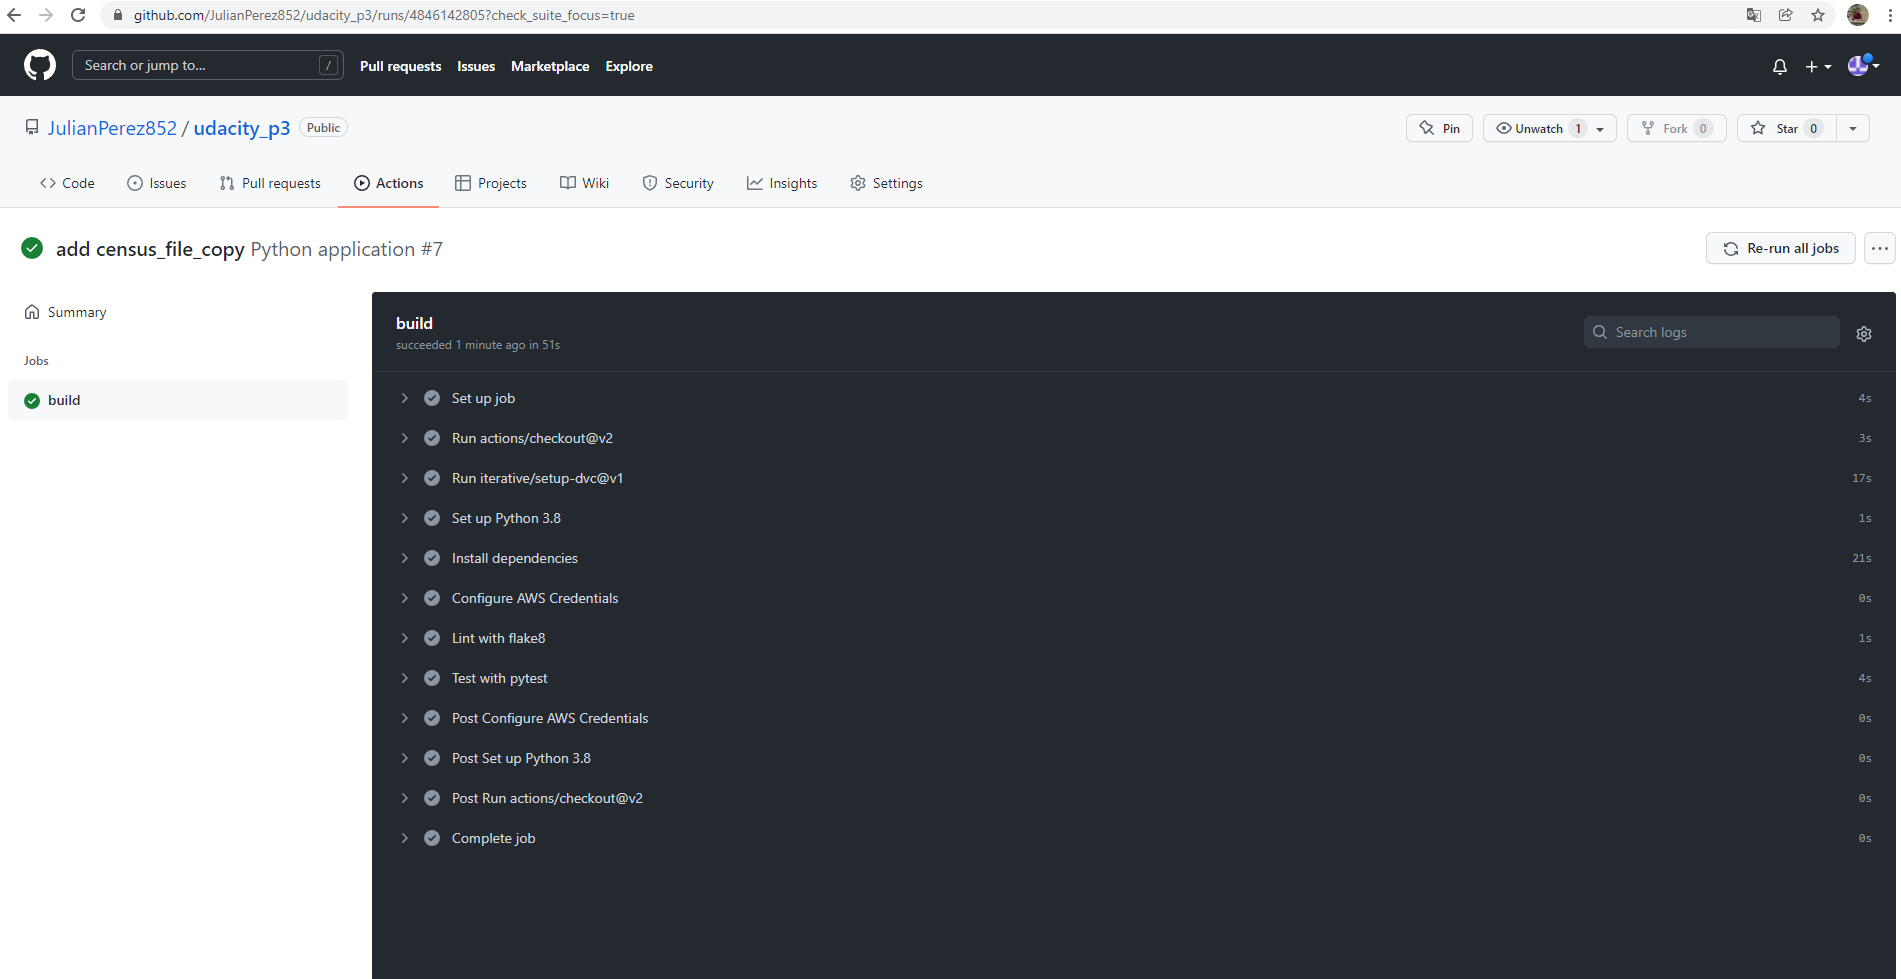 github.com/JulianPerez852/udacity_p3/runs/4846142805?check_suite_focus=true
Search or jump to... / Pull requests Issues Marketplace Explore
JulianPerez852 / udacity_p3 Public Pin Unwatch 1 Fork 0 Star 0
Code Issues Pull requests Actions Projects Wiki Security Insights Settings
add census_file_copy Python application #7 Re-run all jobs
Summary
Jobs
build
build
succeeded 1 minute ago in 51s
Search logs
Set up job 4s
Run actions/checkout@v2 3s
Run iterative/setup-dvc@v1 17s
Set up Python 3.8 1s
Install dependencies 21s
Configure AWS Credentials 0s
Lint with flake8 1s
Test with pytest 4s
Post Configure AWS Credentials 0s
Post Set up Python 3.8 0s
Post Run actions/checkout@v2 0s
Complete job 0s